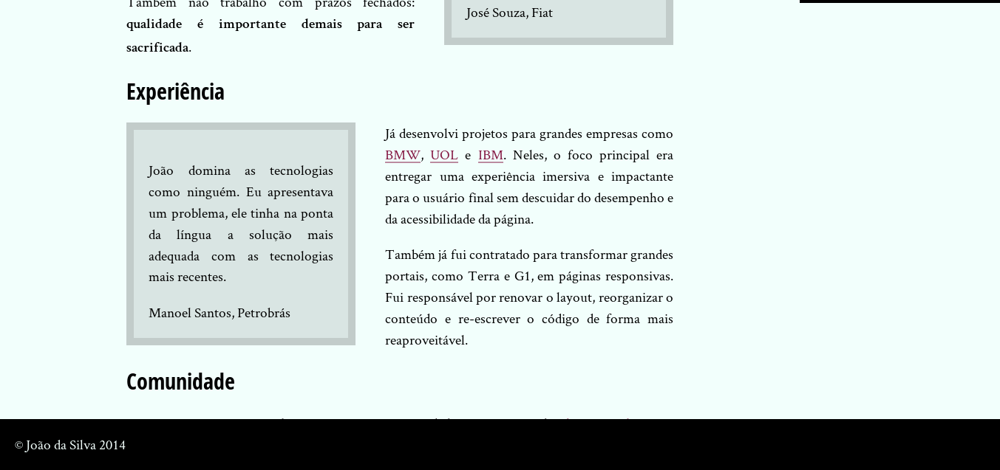 Também não trabalho com prazos fechados:
qualidade é importante demais para ser
sacrificada.
José Souza, Fiat
Experiência
João domina as tecnologias
como ninguém. Eu apresentava
um problema, ele tinha na ponta
da língua a solução mais
adequada com as tecnologias
mais recentes.
Manoel Santos, Petrobrás
Já desenvolvi projetos para grandes empresas como
BMW, UOL e IBM. Neles, o foco principal era
entregar uma experiência imersiva e impactante
para o usuário final sem descuidar do desempenho e
da acessibilidade da página.
Também já fui contratado para transformar grandes
portais, como Terra e G1, em páginas responsivas.
Fui responsável por renovar o layout, reorganizar o
conteúdo e re-escrever o código de forma mais
reaproveitável.
Comunidade
© João da Silva 2014